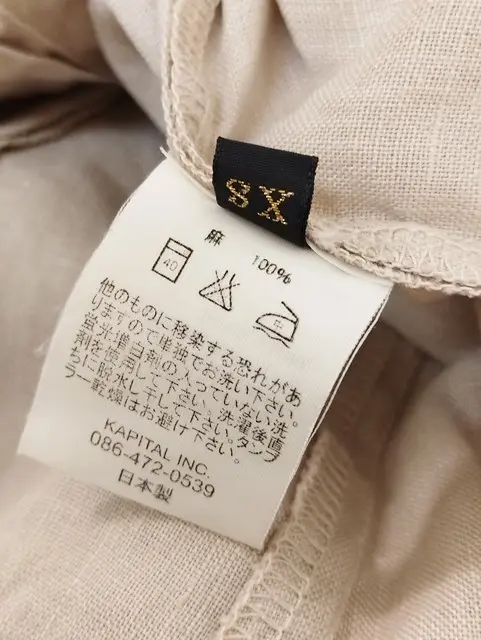 XS
麻 100%
40
中
他のものに移染する恐れがあ
りますので単独でお洗い下さい。
蛍光増白剤の入っていない洗
剤を使用して下さい。洗濯後直
ちに脱水し干して下さい。タンブ
ラー乾燥はお避け下さい。
KAPITAL INC.
086-472-0539
日本製